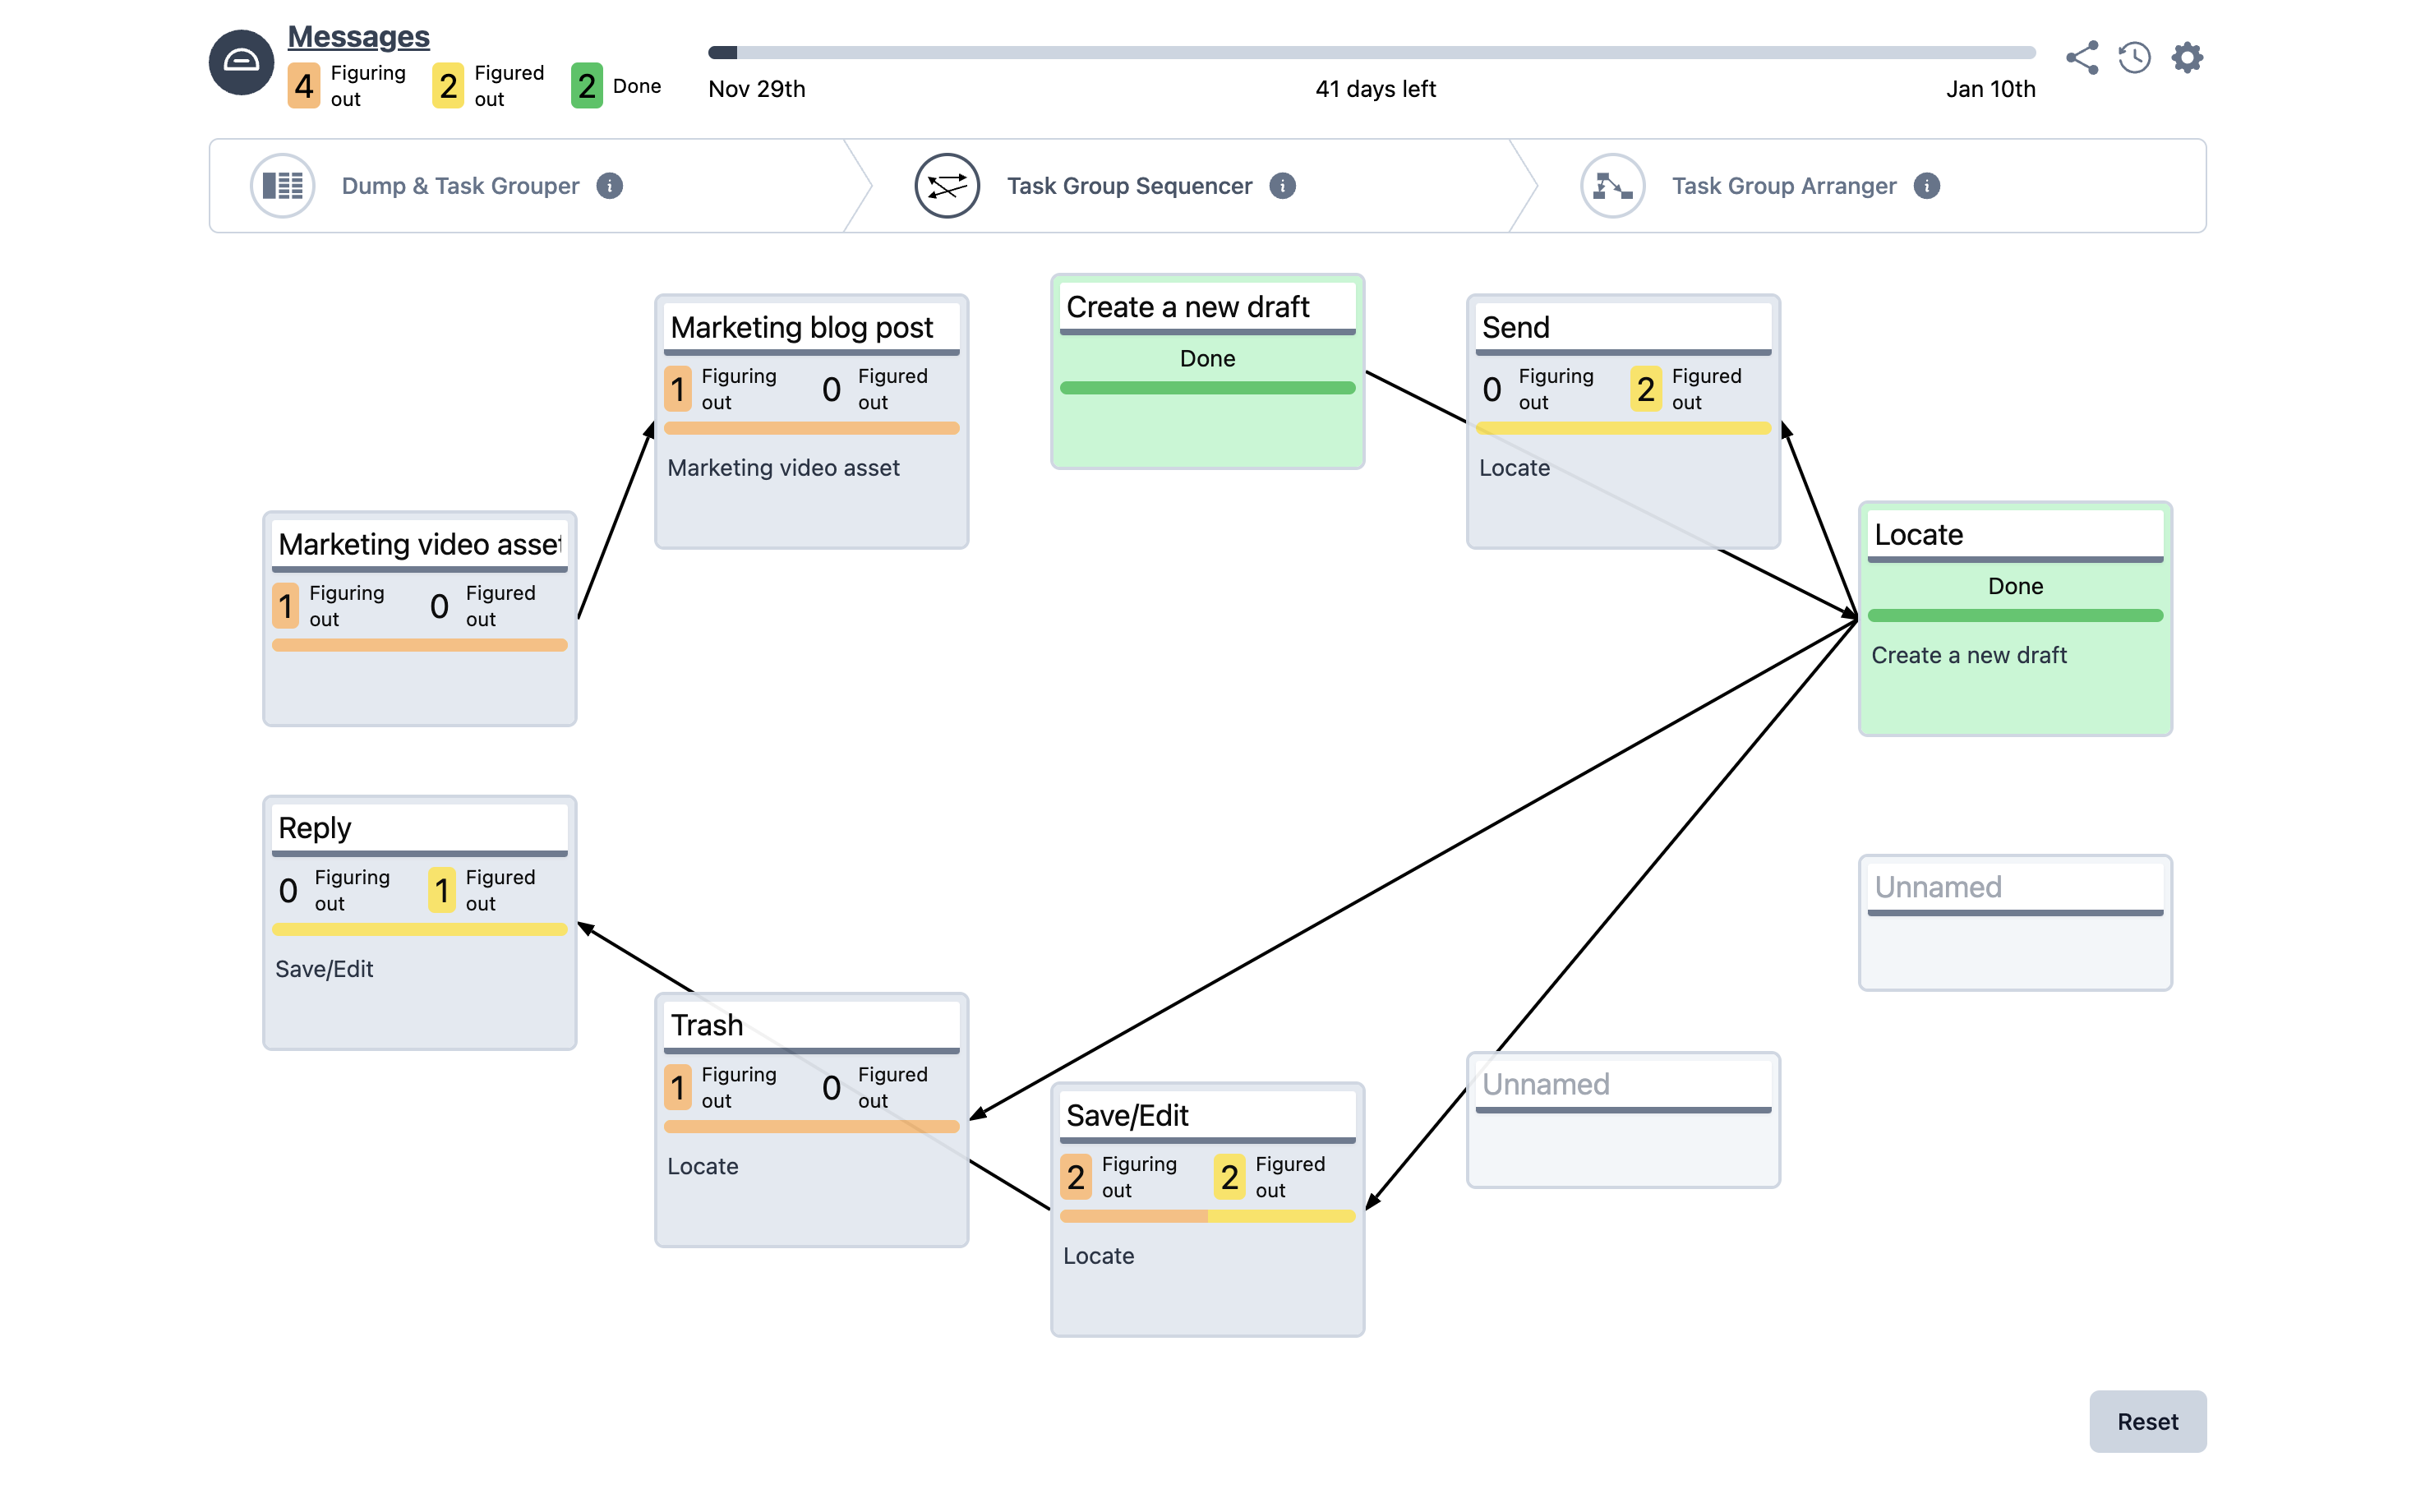 Messages
4 Figuring out
2 Figured out
2 Done
Nov 29th
41 days left
Jan 10th
Dump & Task Grouper
Task Group Sequencer
Task Group Arranger
Marketing blog post
1 Figuring out
0 Figured out
Marketing video asset
Create a new draft
Done
Send
0 Figuring out
2 Figured out
Locate
Marketing video asset
1 Figuring out
0 Figured out
Locate
Done
Create a new draft
Reply
0 Figuring out
1 Figured out
Save/Edit
Unnamed
Trash
1 Figuring out
0 Figured out
Locate
Save/Edit
2 Figuring out
2 Figured out
Locate
Unnamed
Reset